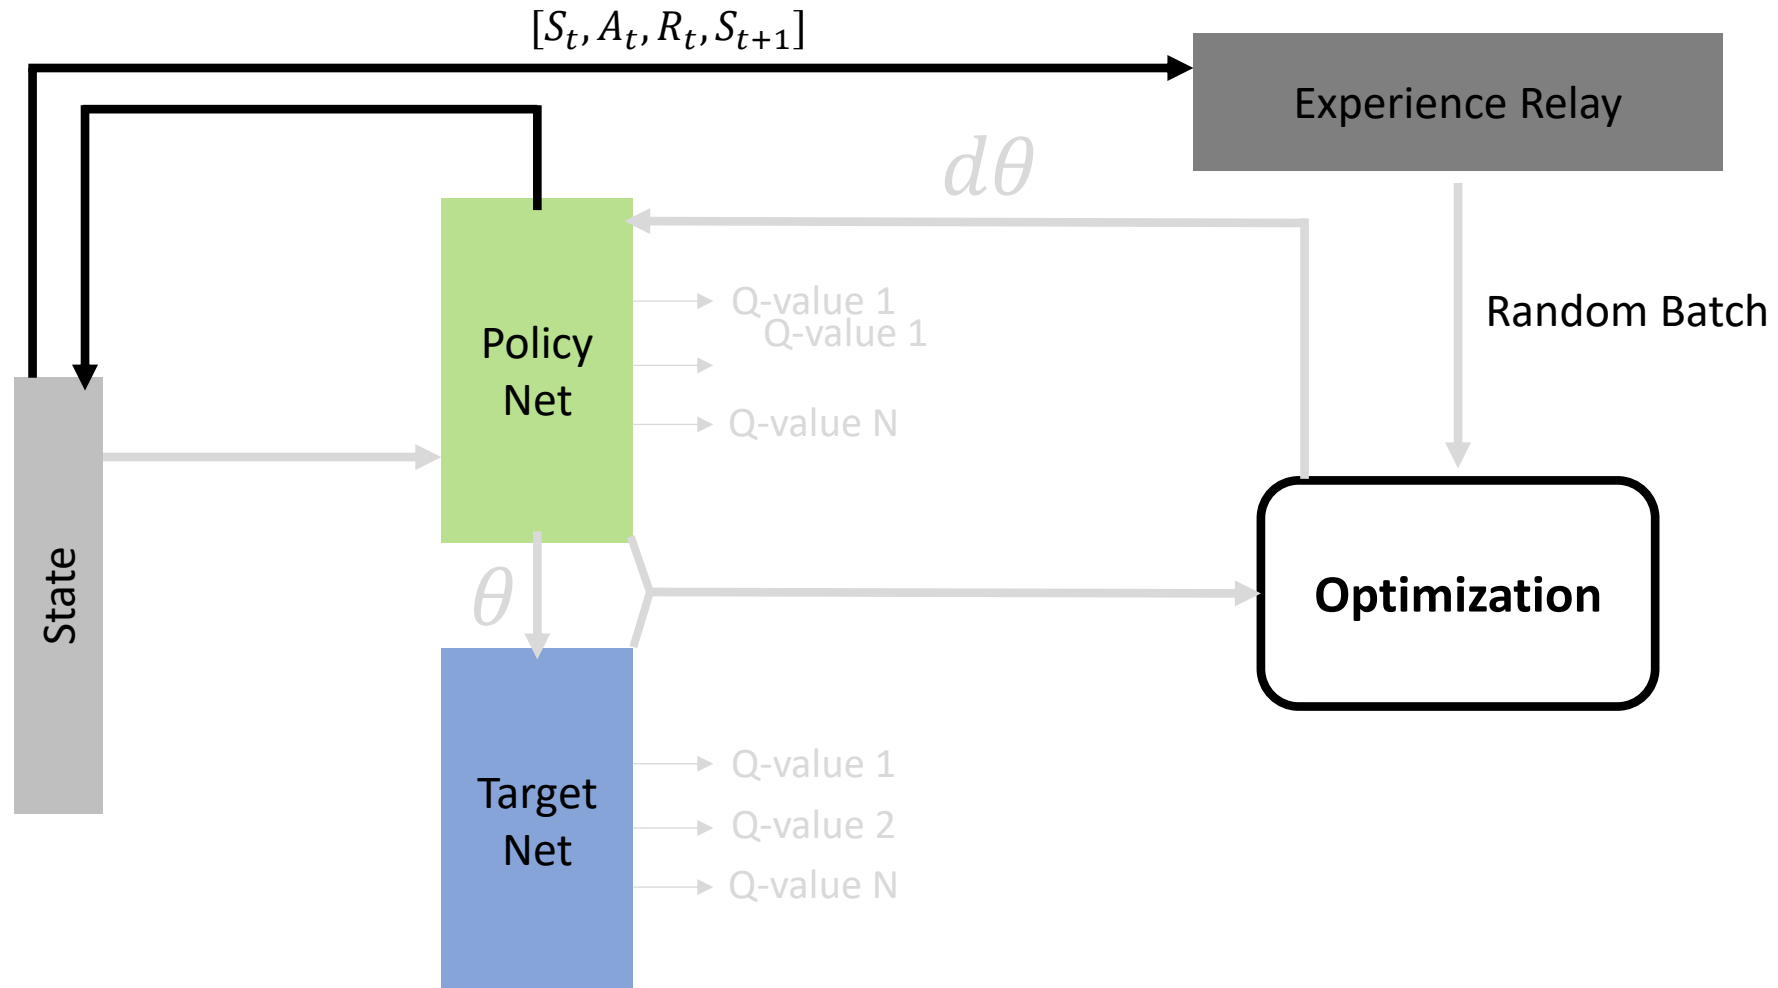 [S_t, A_t, R_t, S_{t+1}]
Experience Relay
dθ
Q-value 1
Q-value 1
Policy
Net
Random Batch
Q-value N
State
θ
Optimization
Q-value 1
Target
Net
Q-value 2
Q-value N